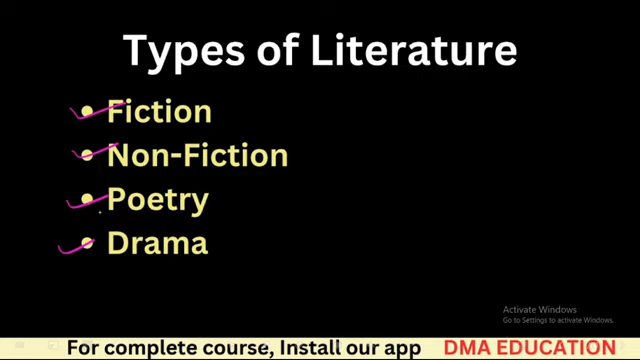 Types of Literature
• Fiction
• Non-Fiction
• Poetry
• Drama
Activate Windows
Go to Settings to activate Windows.
For complete course, Install our app DMA EDUCATION